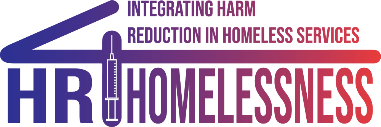 INTEGRATING HARM
REDUCTION IN HOMELESS SERVICES
HR HOMELESSNESS